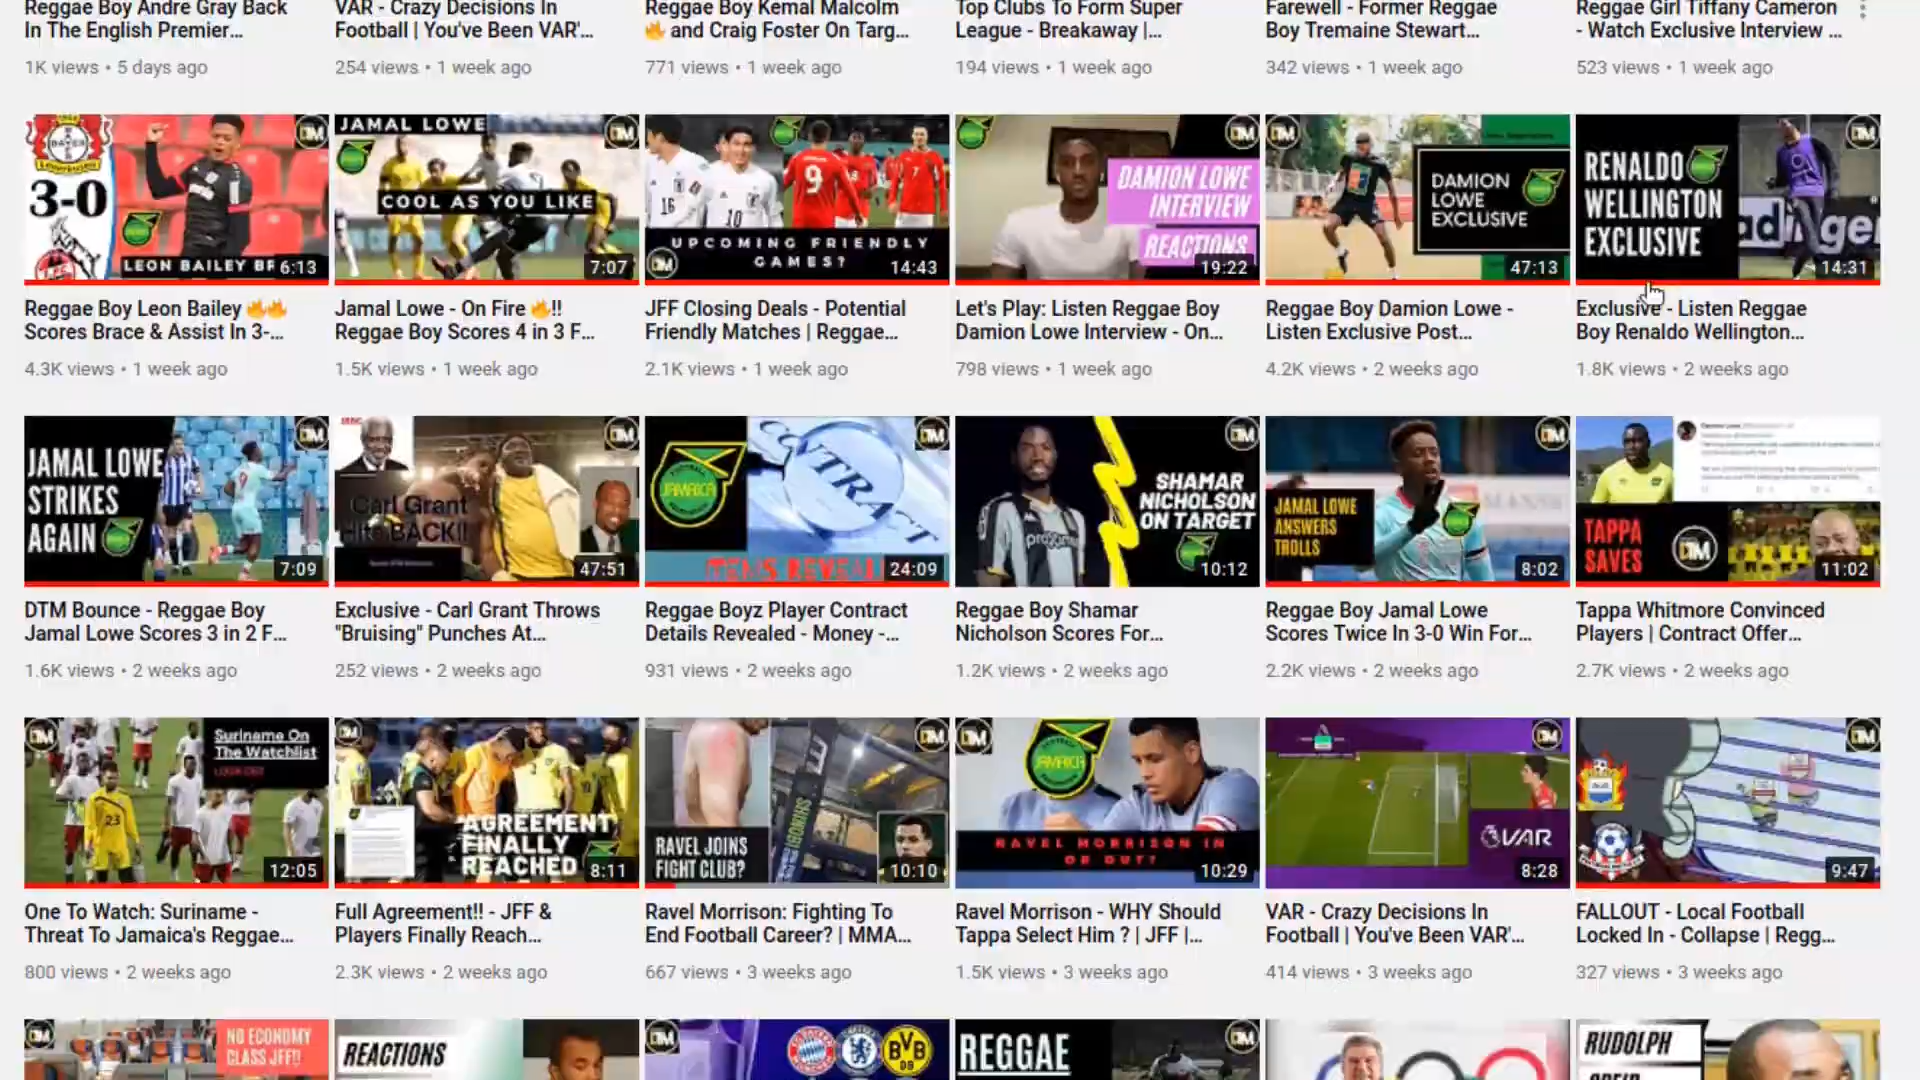 Reggae Boy Andre Gray Back
In The English Premier...
1K views • 5 days ago
VAR - Crazy Decisions In
Football | You've Been VAR'...
254 views • 1 week ago
Reggae Boy Kemal Malcolm
🔥 and Craig Foster On Targ...
771 views • 1 week ago
Top Clubs To Form Super
League - Breakaway |...
194 views • 1 week ago
Farewell - Former Reggae
Boy Tremaine Stewart...
342 views • 1 week ago
Reggae Girl Tiffany Cameron
- Watch Exclusive Interview ...
523 views • 1 week ago
3-0
LEON BAILEY BR
6:13
Reggae Boy Leon Bailey 🔥🔥
Scores Brace & Assist In 3-...
4.3K views • 1 week ago
JAMAL LOWE
COOL AS YOU LIKE
7:07
Jamal Lowe - On Fire 🔥!!
Reggae Boy Scores 4 in 3 F...
1.5K views • 1 week ago
16
10
9
7
UPCOMING FRIENDLY
GAMES?
14:43
JFF Closing Deals - Potential
Friendly Matches | Reggae...
2.1K views • 1 week ago
DAMION LOWE
INTERVIEW
REACTIONS
19:22
Let's Play: Listen Reggae Boy
Damion Lowe Interview - On...
798 views • 1 week ago
DAMION
LOWE
EXCLUSIVE
47:13
Reggae Boy Damion Lowe -
Listen Exclusive Post...
4.2K views • 2 weeks ago
RENALDO
WELLINGTON
EXCLUSIVE
14:31
Exclusive - Listen Reggae
Boy Renaldo Wellington...
1.8K views • 2 weeks ago
JAMAL LOWE
STRIKES
AGAIN
7:09
DTM Bounce - Reggae Boy
Jamal Lowe Scores 3 in 2 F...
1.6K views • 2 weeks ago
Carl Grant
Hits BACK!!
47:51
Exclusive - Carl Grant Throws
"Bruising" Punches At...
252 views • 2 weeks ago
JAMAICA
CONTRACT
ITEMS REVEAL
24:09
Reggae Boyz Player Contract
Details Revealed - Money -...
931 views • 2 weeks ago
SHAMAR
NICHOLSON
ON TARGET
10:12
Reggae Boy Shamar
Nicholson Scores For...
1.2K views • 2 weeks ago
JAMAL LOWE
ANSWERS
TROLLS
8:02
Reggae Boy Jamal Lowe
Scores Twice In 3-0 Win For...
2.2K views • 2 weeks ago
TAPPA
SAVES
DTM
11:02
Tappa Whitmore Convinced
Players | Contract Offer...
2.7K views • 2 weeks ago
Suriname On
The Watchlist
LOOK OUT
23
12:05
One To Watch: Suriname -
Threat To Jamaica's Reggae...
800 views • 2 weeks ago
AGREEMENT
FINALLY
REACHED
8:11
Full Agreement!! - JFF &
Players Finally Reach...
2.3K views • 2 weeks ago
RAVEL JOINS
FIGHT CLUB?
10:10
Ravel Morrison: Fighting To
End Football Career? | MMA...
667 views • 3 weeks ago
JAMAICA
RAVEL MORRISON IN
OR OUT?
10:29
Ravel Morrison - WHY Should
Tappa Select Him ? | JFF |...
1.5K views • 3 weeks ago
VAR
8:28
VAR - Crazy Decisions In
Football | You've Been VAR'...
414 views • 3 weeks ago
9:47
FALLOUT - Local Football
Locked In - Collapse | Regg...
327 views • 3 weeks ago
NO ECONOMY
CLASS JFF!!
REACTIONS
BVB
09
REGGAE
RUDOLPH